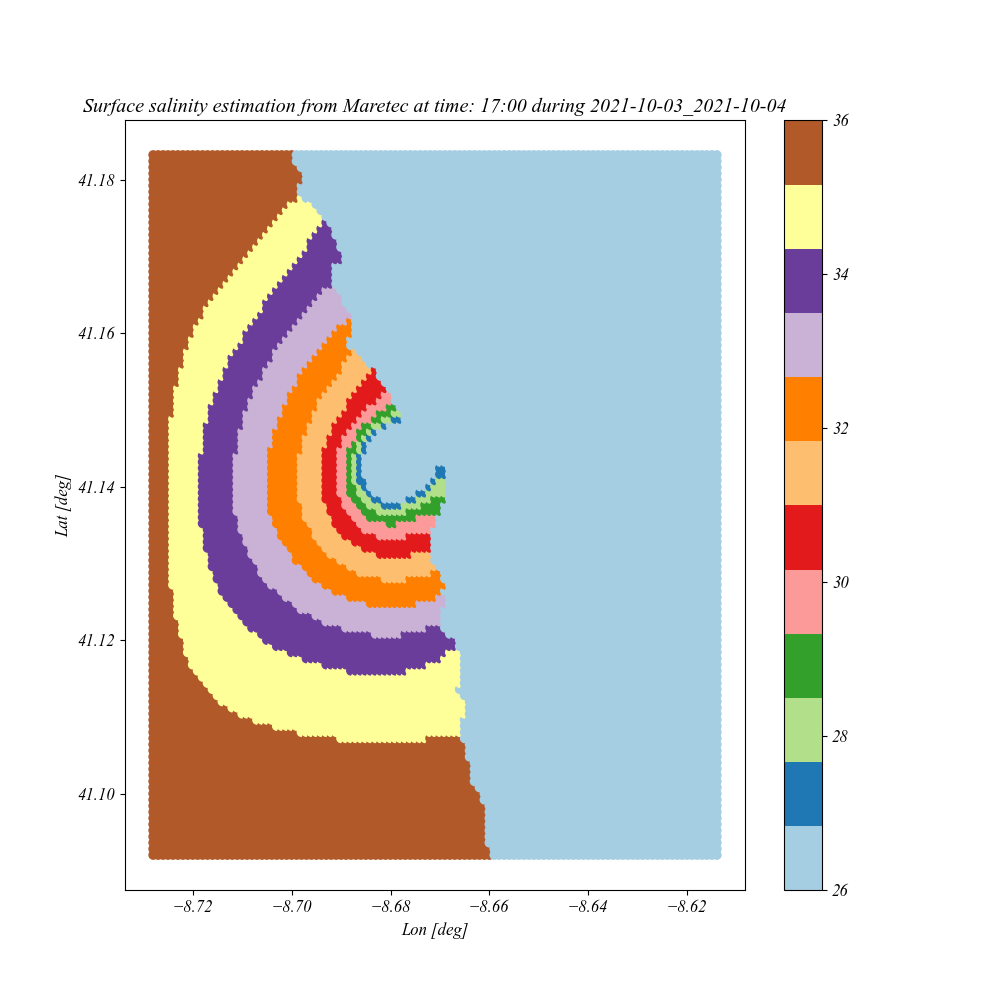 Surface salinity estimation from Maretec at time: 17:00 during 2021-10-03_2021-10-04
36
41.18
34
41.16
32
41.14
Lat [deg]
30
41.12
28
41.10
26
−8.72 −8.70 −8.68 −8.66 −8.64 −8.62
Lon [deg]